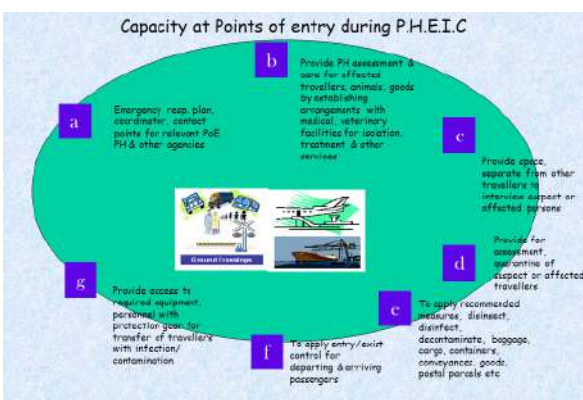 Capacity at Points of entry during P.H.E.I.C
a
Emergency resp. plan,
coordinator, contact
points for relevant PoE
PH & other agencies
b
Provide PH assessment &
care for affected
travellers, animals, goods
by establishing
arrangements with
medical, veterinary
facilities for isolation,
treatment & other
services
c
Provide space,
separate from other
travellers to
interview suspect or
affected persons
d
Provide for
assessment,
quarantine of
suspect or affected
travellers
e
To apply recommended
measures, disinsect,
disinfect,
decontaminate, baggage,
cargo, containers,
conveyances, goods,
postal parcels etc
f
To apply entry/exist
control for
departing & arriving
passengers
g
Provide access to
required equipment,
personnel with
protection gear for
transfer of travellers
with infection/
contamination
Ground Crossings